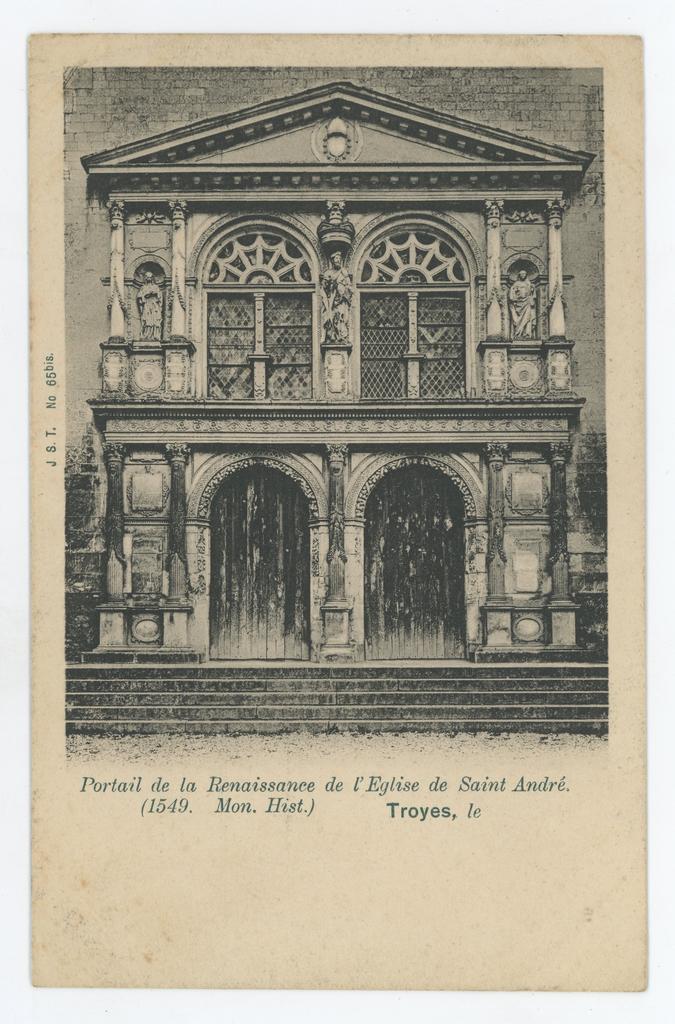 J S. T. No 65bis.
Portail de la Renaissance de l'Eglise de Saint André.
(1549. Mon. Hist.) Troyes, le